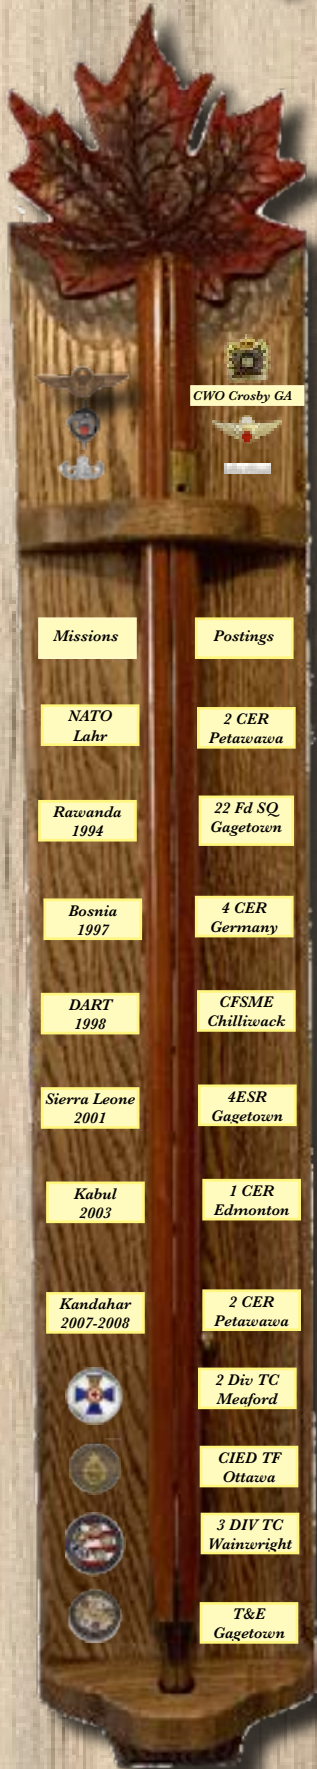 CWO Crosby GA
Missions
NATO
Lahr
Rawanda
1994
Bosnia
1997
DART
1998
Sierra Leone
2001
Kabul
2003
Kandahar
2007-2008
Postings
2 CER
Petawawa
22 Fd SQ
Gagetown
4 CER
Germany
CFSME
Chilliwack
4ESR
Gagetown
1 CER
Edmonton
2 CER
Petawawa
2 Div TC
Meaford
CIED TF
Ottawa
3 DIV TC
Wainwright
T&E
Gagetown